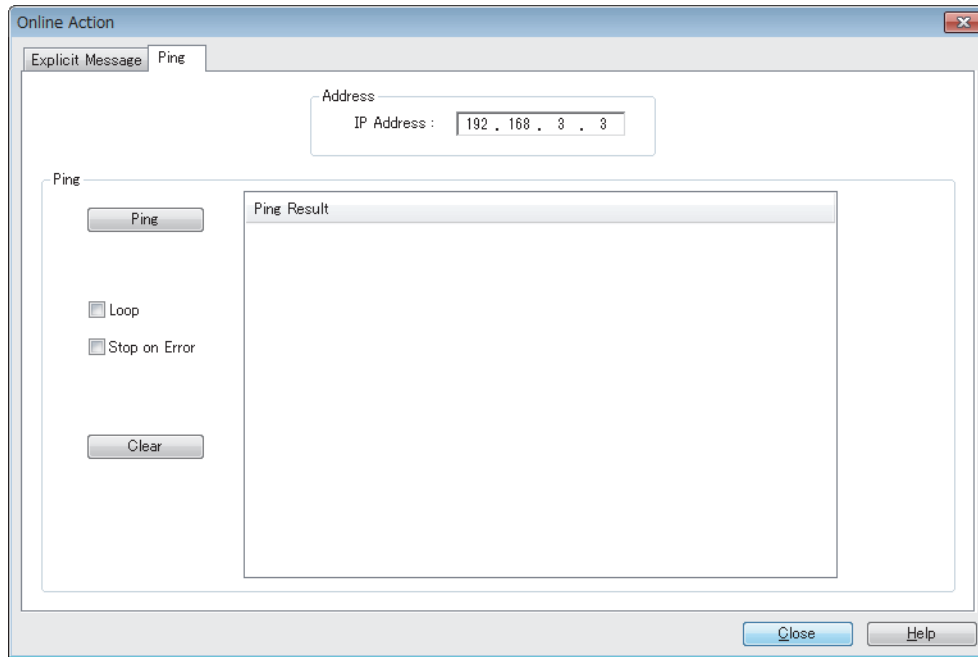 Online Action
Explicit Message Ping
Address
IP Address : 192 . 168 . 3 . 3
Ping
Ping
Ping Result
Loop
Stop on Error
Clear
Close Help